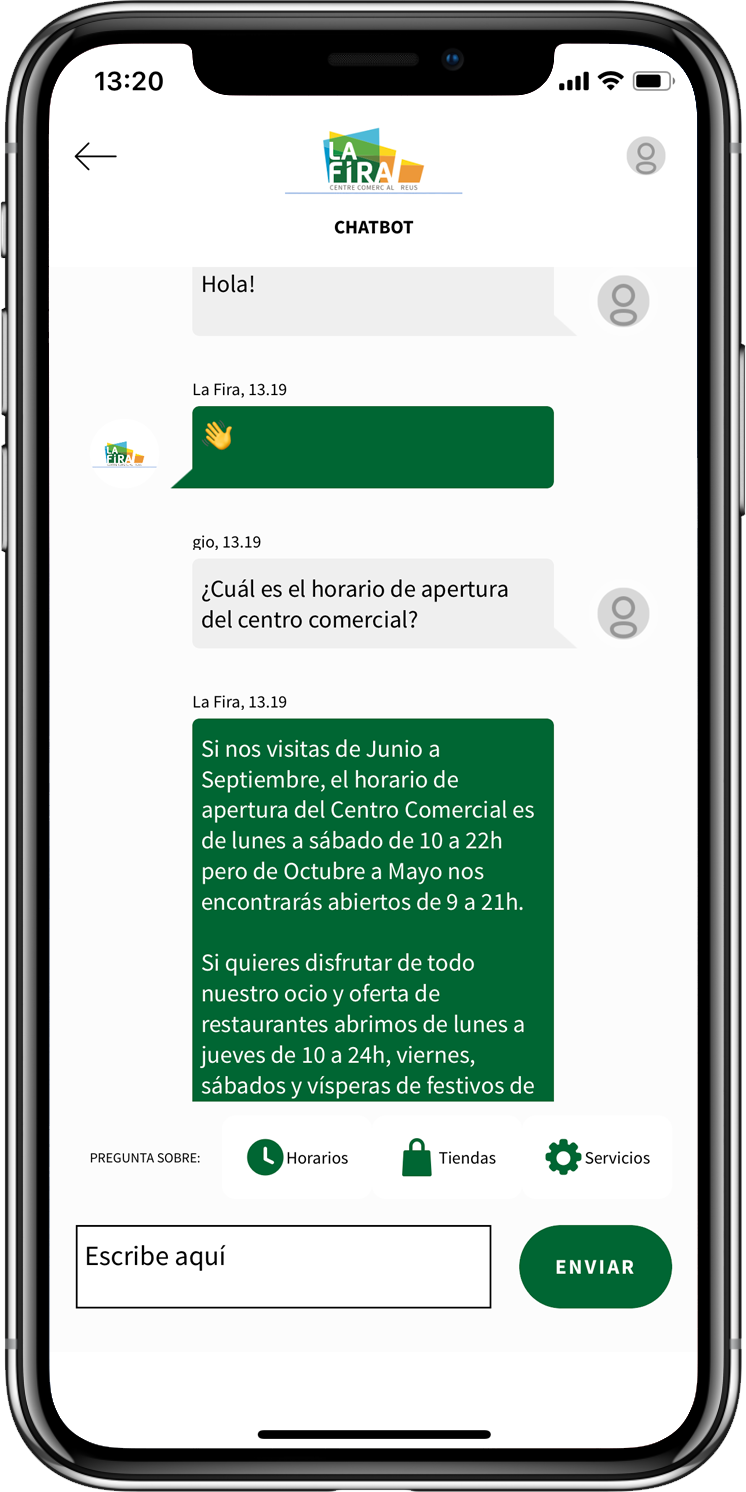 13:20
LA
FIRA
CENTRE COMERC AL REUS
CHATBOT
Hola!
La Fira, 13.19
LA
FIRA
gio, 13.19
¿Cuál es el horario de apertura
del centro comercial?
La Fira, 13.19
Si nos visitas de Junio a
Septiembre, el horario de
apertura del Centro Comercial es
de lunes a sábado de 10 a 22h
pero de Octubre a Mayo nos
encontrarás abiertos de 9 a 21h.
Si quieres disfrutar de todo
nuestro ocio y oferta de
restaurantes abrimos de lunes a
jueves de 10 a 24h, viernes,
sábados y vísperas de festivos de
PREGUNTA SOBRE: Horarios Tiendas Servicios
Escribe aquí
ENVIAR